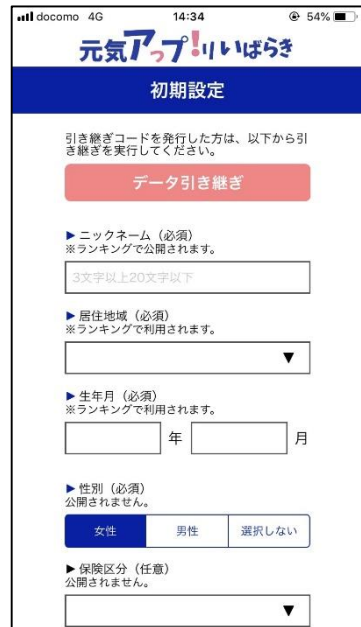 docomo 4G 14:34 54%
元気アっプ!りいばらき
初期設定
引き継ぎコードを発行した方は、以下から引
き継ぎを実行してください。
データ引き継ぎ
▶ニックネーム（必須）
※ランキングで公開されます。
3文字以上20文字以下
▶居住地域（必須）
※ランキングで利用されます。
▼
▶生年月（必須）
※ランキングで利用されます。
年 月
▶性別（必須）
公開されません。
女性 男性 選択しない
▶保険区分（任意）
公開されません。
▼